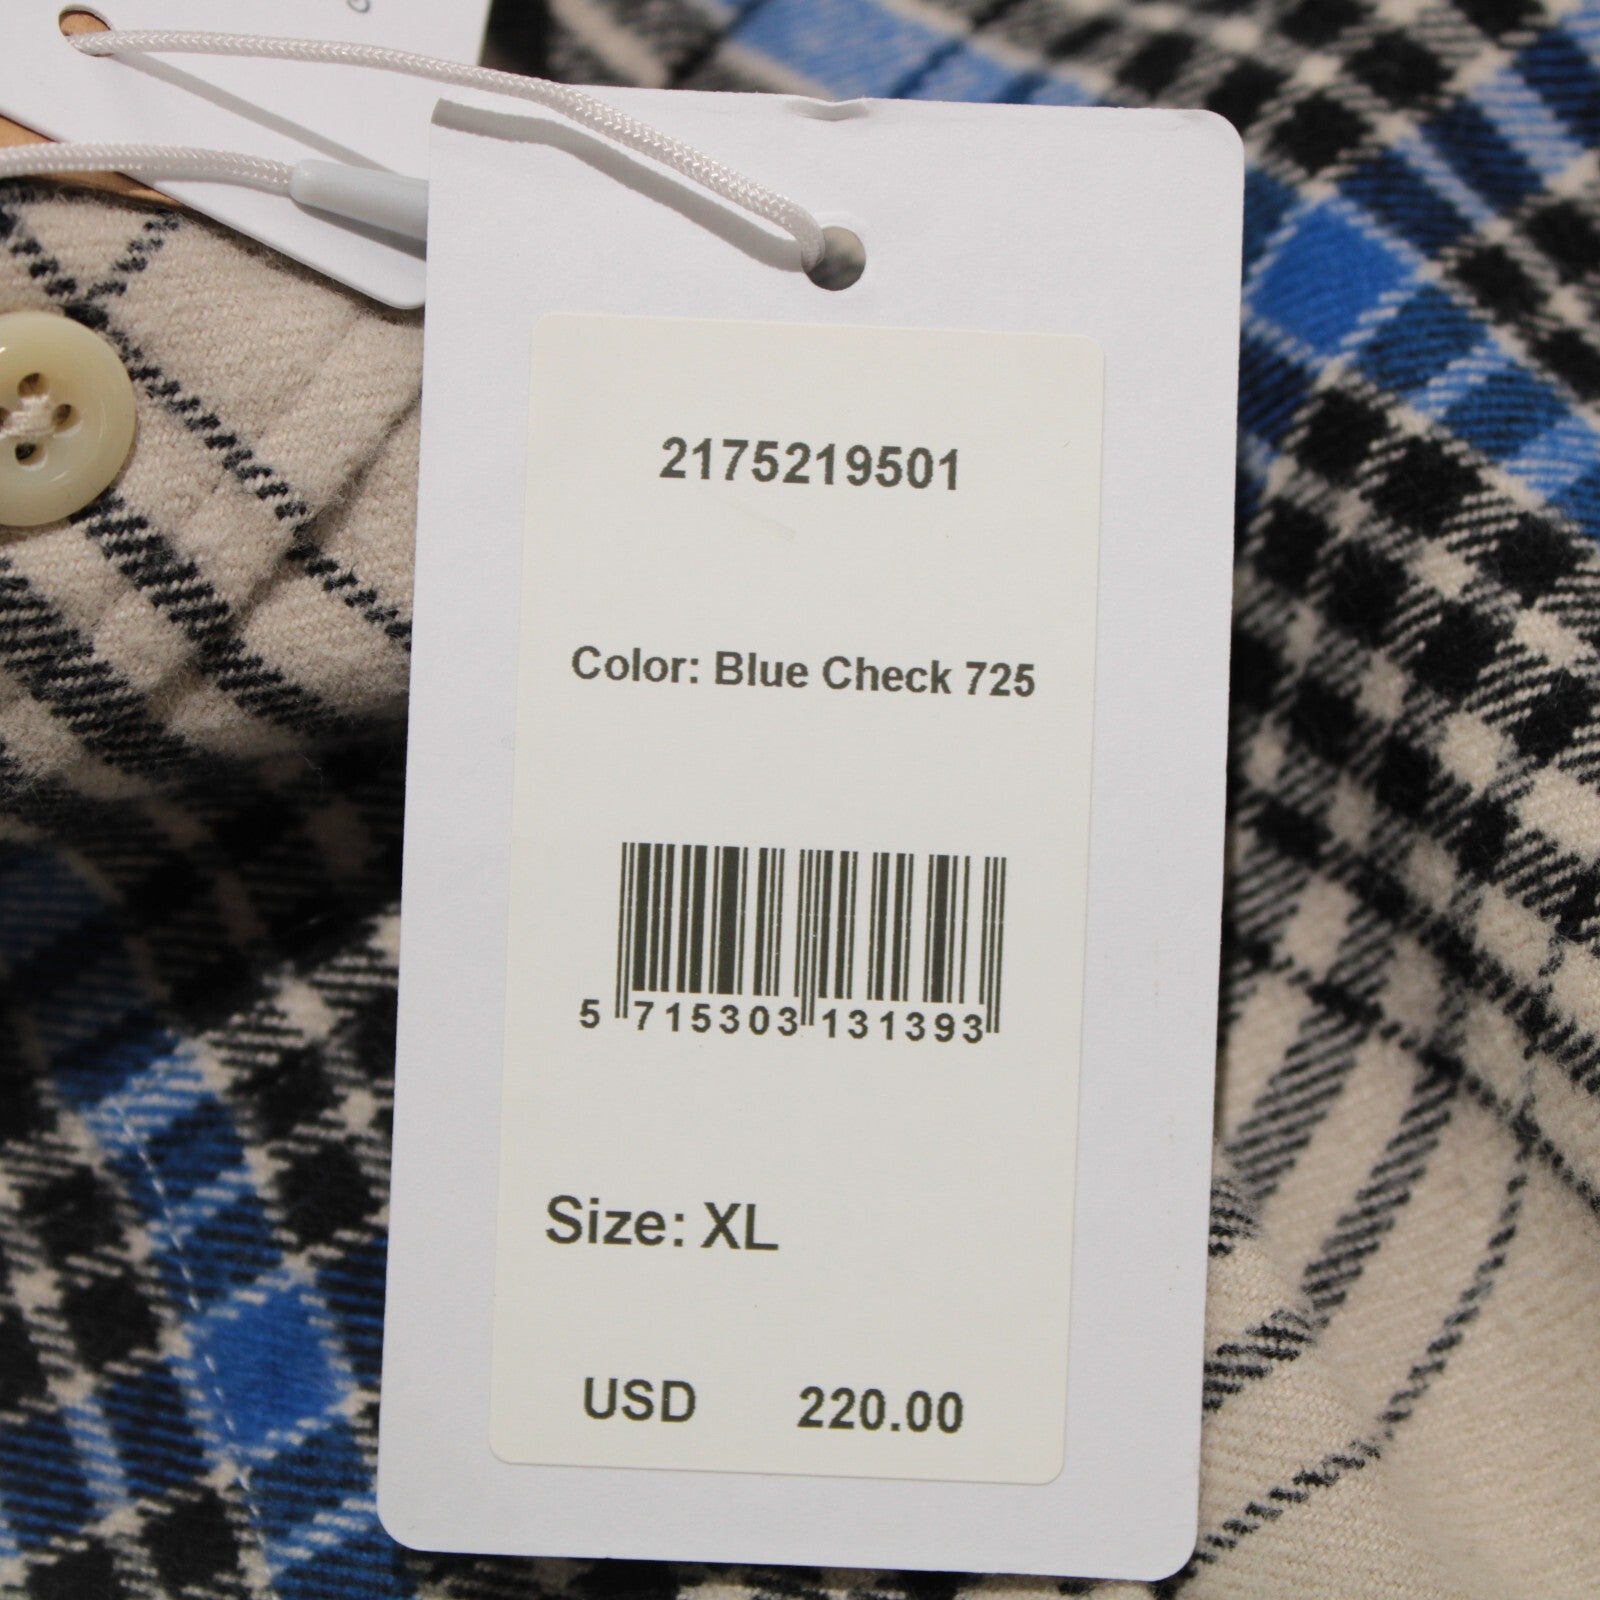 2175219501
Color: Blue Check 725
5 715303 131393
Size: XL
USD 220.00